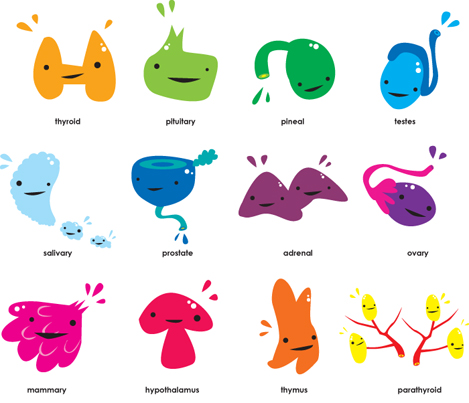 thyroid
pituitary
pineal
testes
salivary
prostate
adrenal
ovary
mammary
hypothalamus
thymus
parathyroid